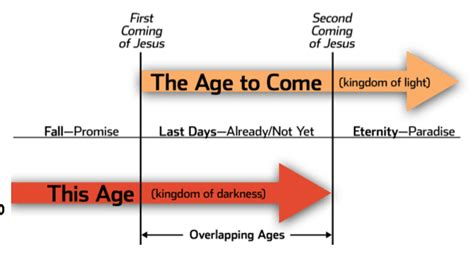 First
Coming
of Jesus
Second
Coming
of Jesus
The Age to Come (kingdom of light)
Fall—Promise
Last Days—Already/Not Yet
Eternity—Paradise
This Age (kingdom of darkness)
Overlapping Ages